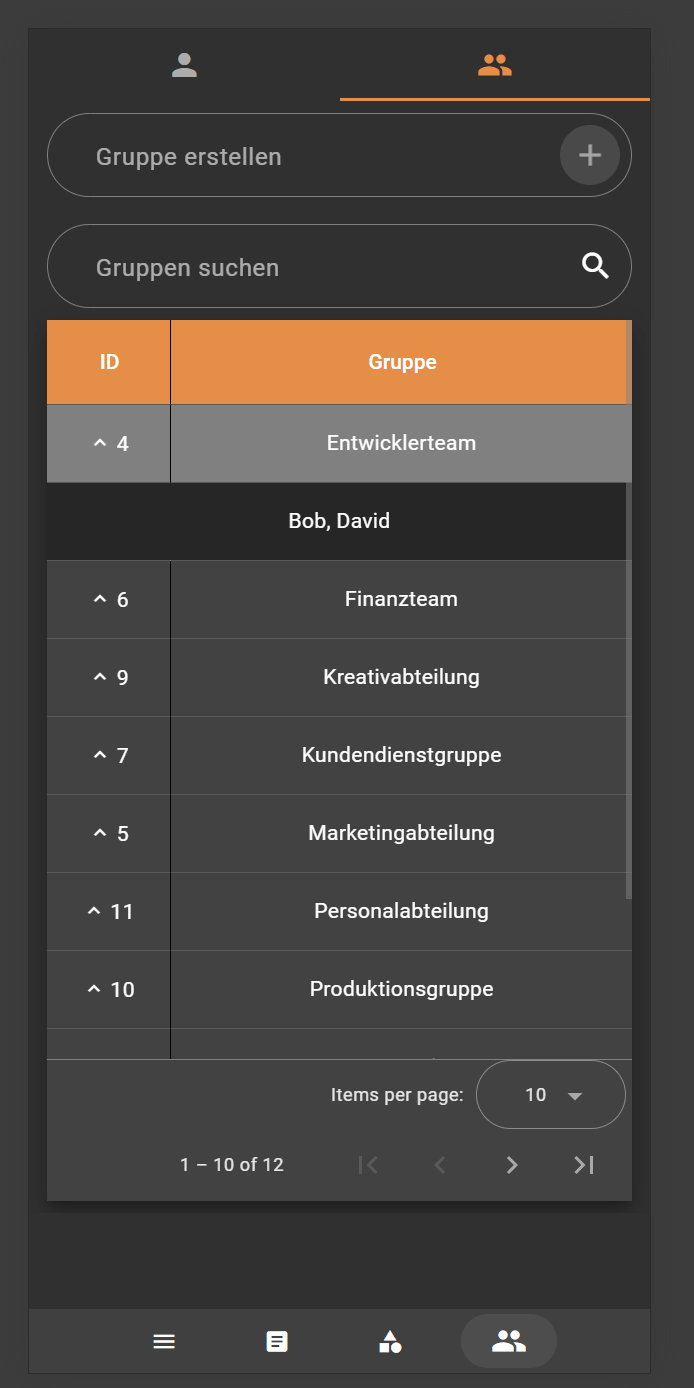 Gruppe erstellen
Gruppen suchen
ID Gruppe
4 Entwicklerteam
Bob, David
6 Finanzteam
9 Kreativabteilung
7 Kundendienstgruppe
5 Marketingabteilung
11 Personalabteilung
10 Produktionsgruppe
Items per page: 10
1 – 10 of 12